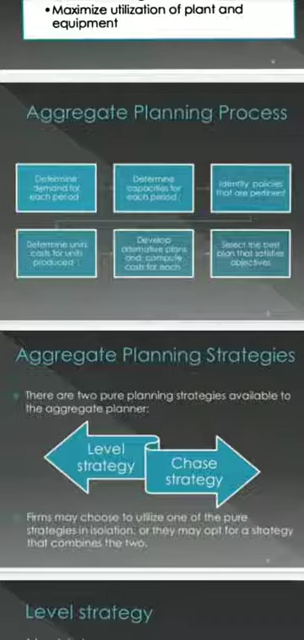 • Maximize utilization of plant and
equipment
Aggregate Planning Process
Determine
demand for
each period
Determine
capacities for
each period
Identify policies
that are pertinent
Determine units
costs for units
produced
Develop
alternative plans
and compute
costs for each
Select the best
plan that satisfies
objectives
Aggregate Planning Strategies
There are two pure planning strategies available to
the aggregate planner:
Level
strategy
Chase
strategy
Firms may choose to utilize one of the pure
strategies in isolation, or they may opt for a strategy
that combines the two.
Level strategy